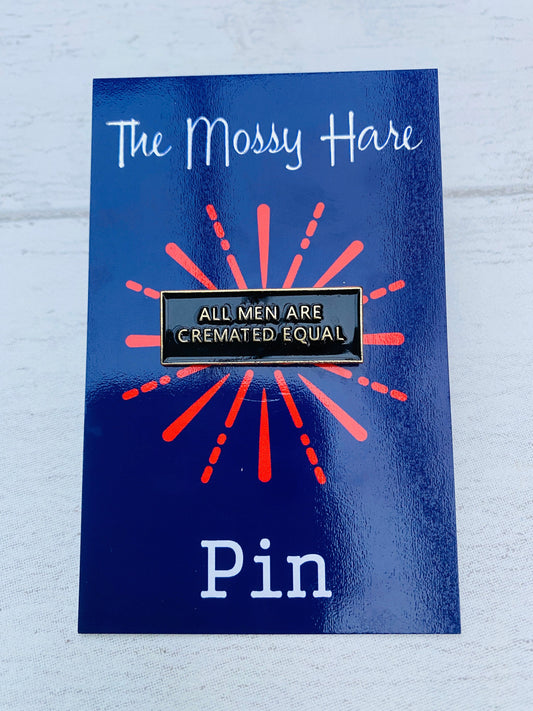 The Mossy Hare
ALL MEN ARE
CREMATED EQUAL
Pin